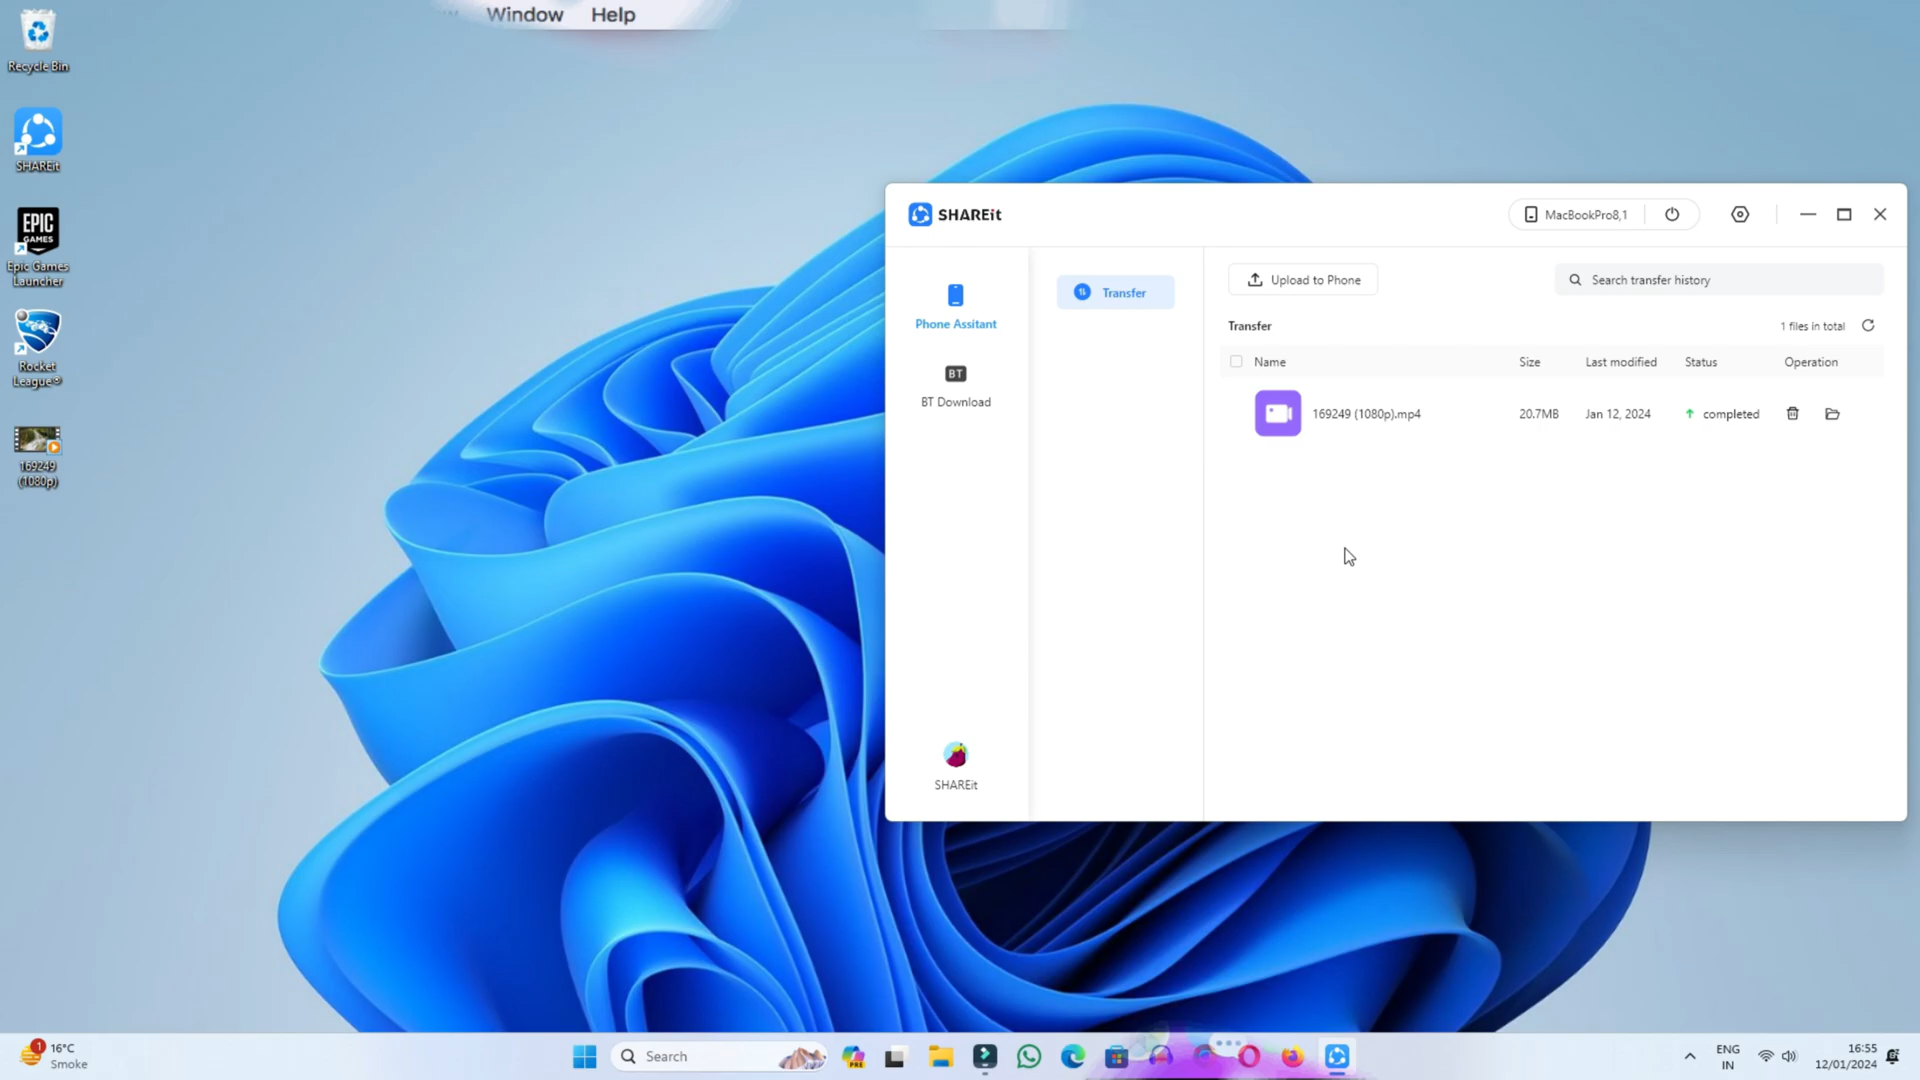 Window Help
Recycle Bin
SHAREit
EPIC
GAMES
Epic Games
Launcher
Rocket
League®
169249
(1080p)
SHAREit
MacBookPro8,1
Phone Assitant
BT
BT Download
SHAREit
Transfer
Upload to Phone
Search transfer history
Transfer
1 files in total
Name Size Last modified Status Operation
169249 (1080p).mp4 20.7MB Jan 12, 2024 completed
1
16°C
Smoke
Search
PRE
ENG
IN
16:55
12/01/2024